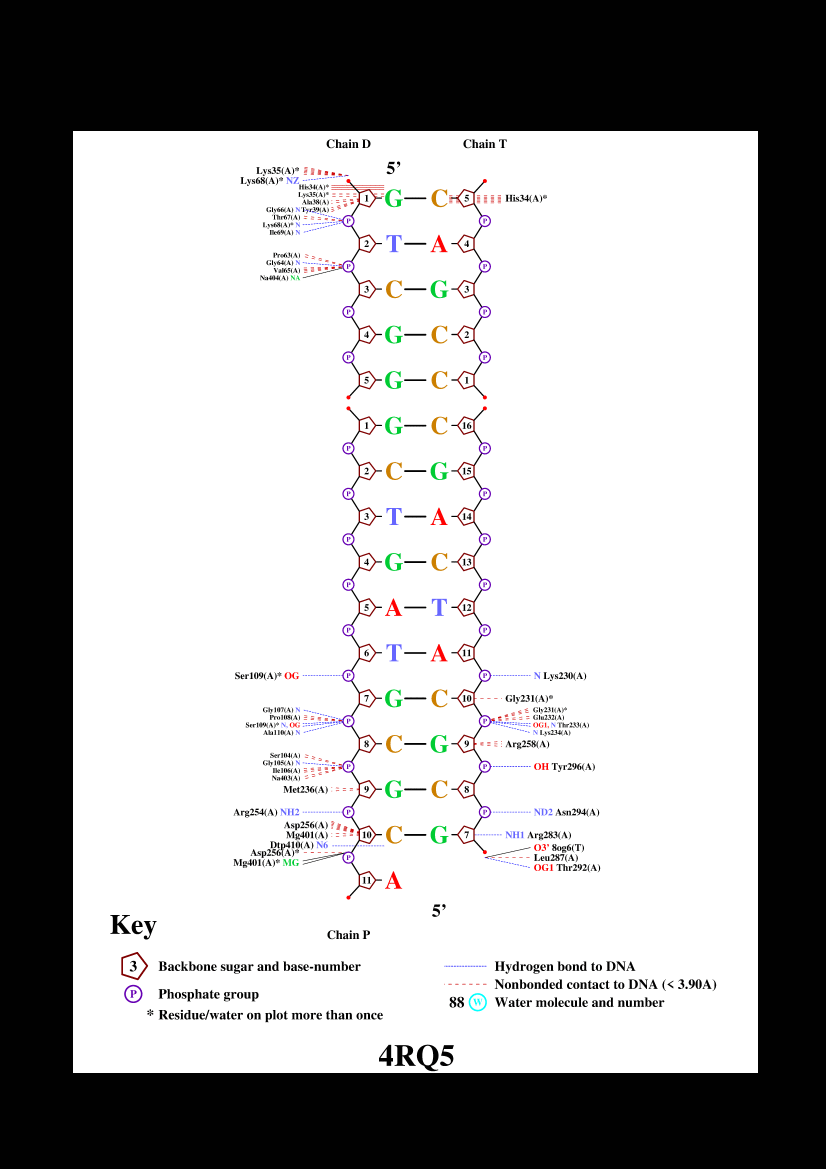 Chain D Chain T
5’
Lys35(A)*
Lys68(A)* NZ
His34(A)*
Lys35(A)*
Ala38(A)
Gly66(A) N Tyr39(A)
Thr67(A)
Lys68(A)* N
Ile69(A) N
1 G C 5 His34(A)*
P P
2 T A 4
Pro63(A)
Gly64(A) N
Val65(A)
Na404(A) NA
P P
3 C G 3
P P
4 G C 2
P P
5 G C 1
1 G C 16
P P
2 C G 15
P P
3 T A 14
P P
4 G C 13
P P
5 A T 12
P P
6 T A 11
Ser109(A)* OG P P N Lys230(A)
7 G C 10 Gly231(A)*
Gly107(A) N
Pro108(A)
Ser109(A)* N, OG
Ala110(A) N
P P
Gly231(A)*
Glu232(A)
OG1, N Thr233(A)
N Lys234(A)
8 C G 9 Arg258(A)
Ser104(A)
Gly105(A) N
Ile106(A)
Na403(A)
P P OH Tyr296(A)
Met236(A) 9 G C 8
Arg254(A) NH2 P P ND2 Asn294(A)
Asp256(A)
Mg401(A)
10 C G 7 NH1 Arg283(A)
Dtp410(A) N6
Asp256(A)*
Mg401(A)* MG
P
O3’ 8og6(T)
Leu287(A)
OG1 Thr292(A)
11 A
5’
Chain P
Key
3 Backbone sugar and base-number
P Phosphate group
* Residue/water on plot more than once
Hydrogen bond to DNA
Nonbonded contact to DNA (< 3.90A)
88 W Water molecule and number
4RQ5